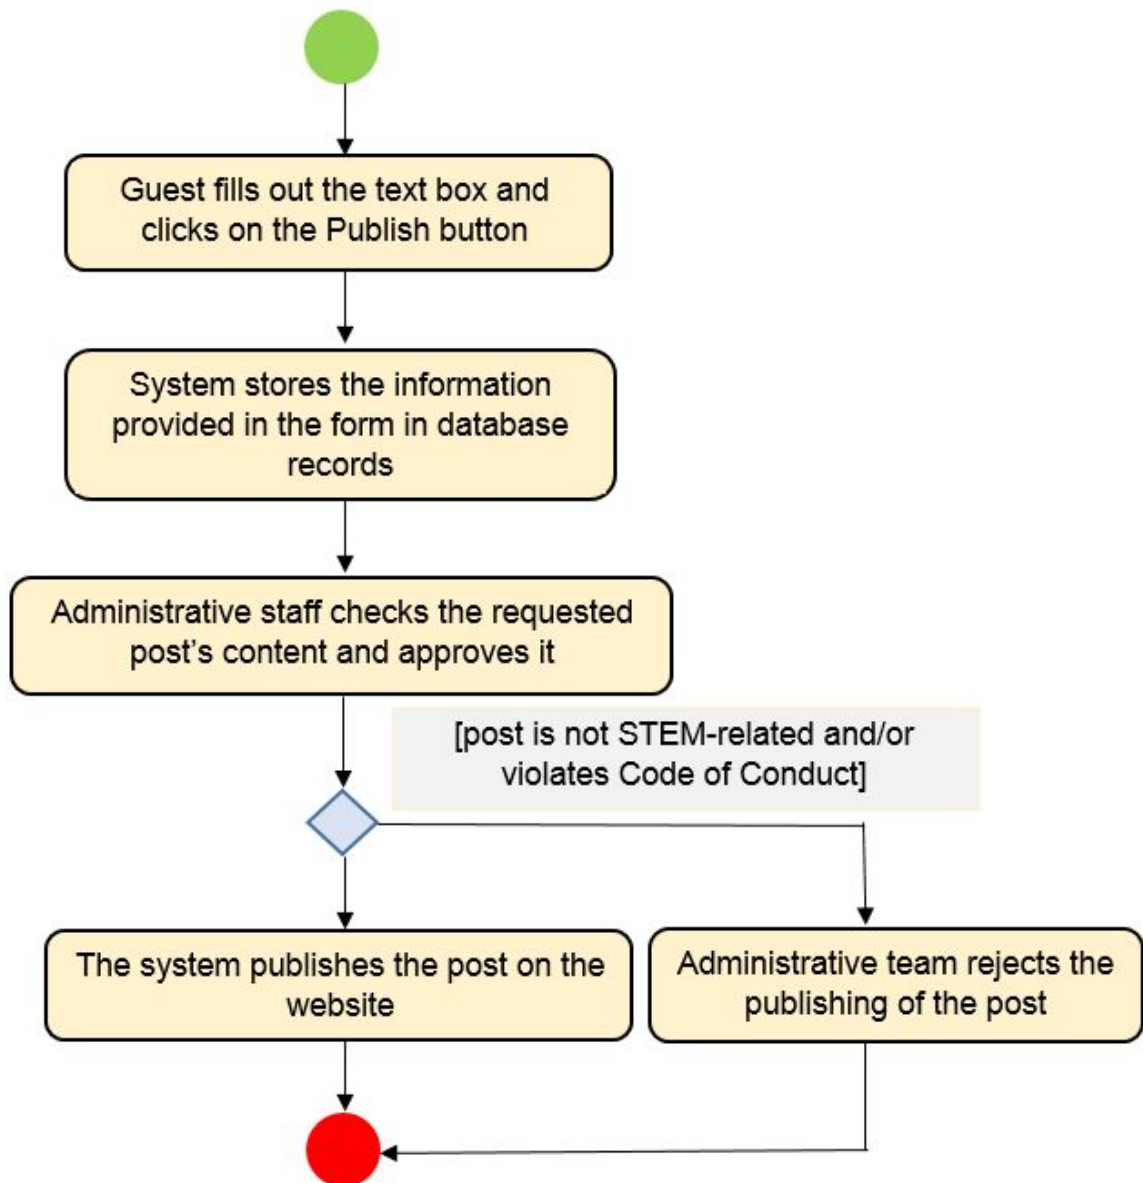 Guest fills out the text box and
clicks on the Publish button
System stores the information
provided in the form in database
records
Administrative staff checks the requested
post's content and approves it
[post is not STEM-related and/or
violates Code of Conduct]
The system publishes the post on the
website
Administrative team rejects the
publishing of the post